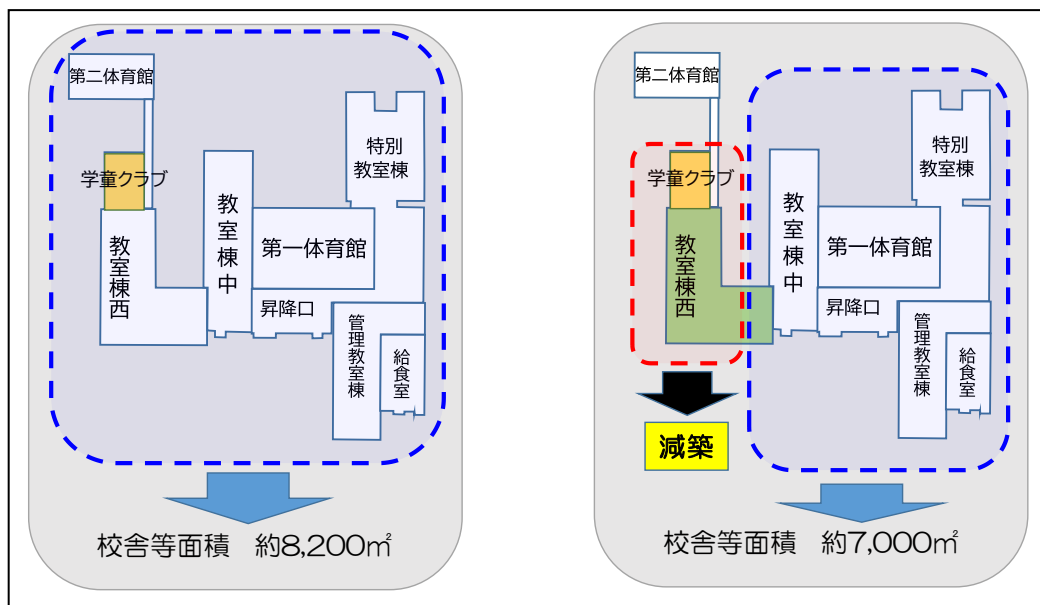 第二体育館
特別
教室棟
学童クラブ
教室棟中
第一体育館
教室棟西
昇降口
管理教室棟
給食室
校舎等面積 約8,200㎡
第二体育館
特別
教室棟
学童クラブ
教室棟中
第一体育館
教室棟西
昇降口
管理教室棟
給食室
減築
校舎等面積 約7,000㎡